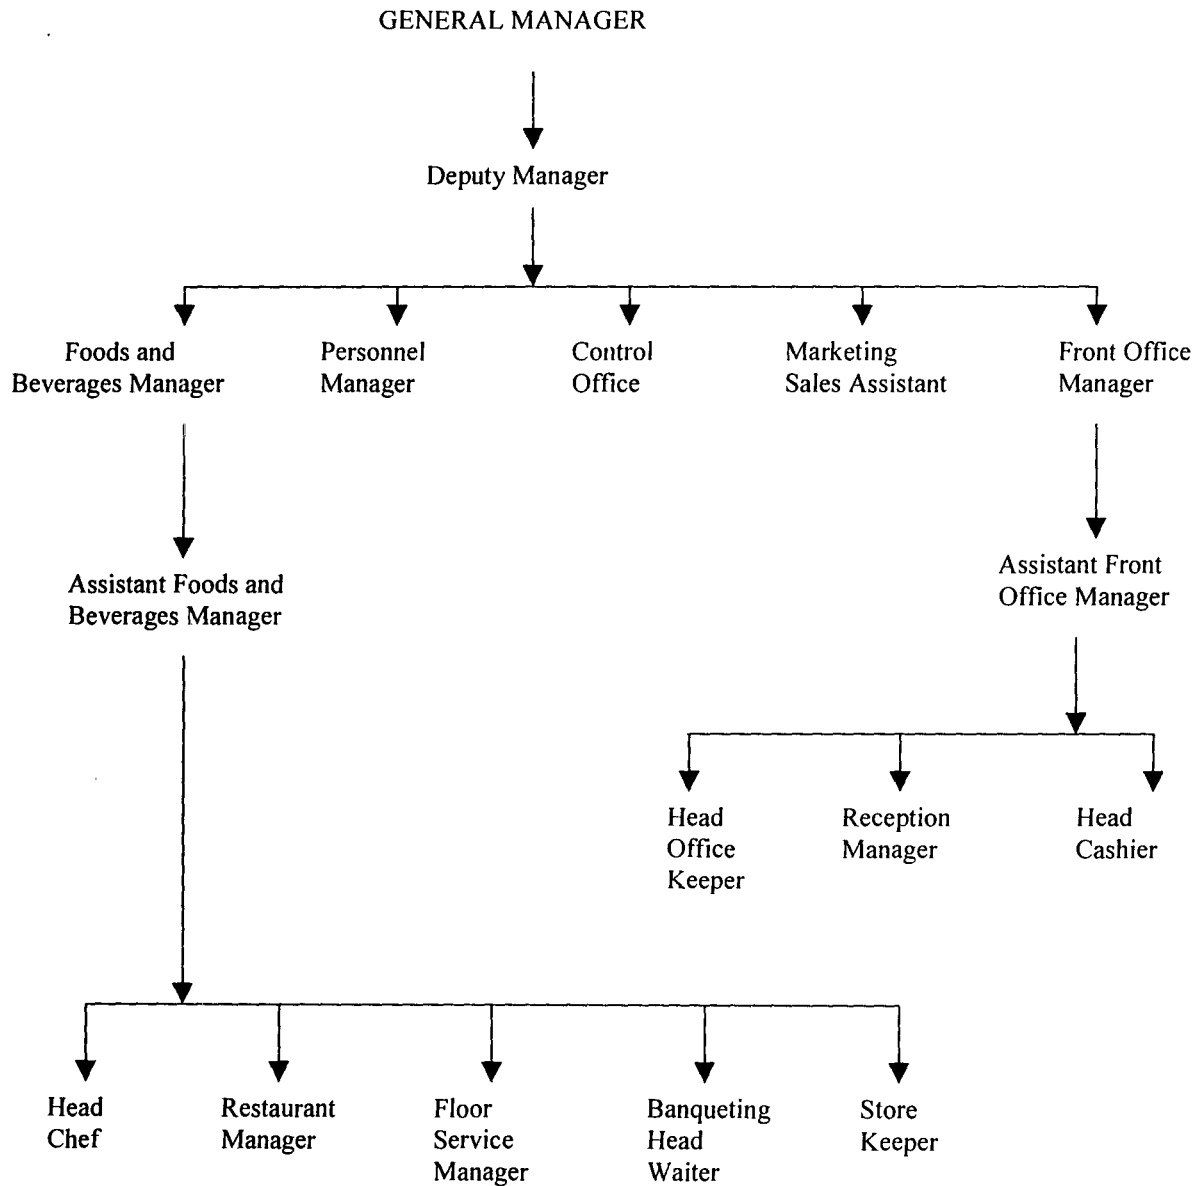 GENERAL MANAGER
Deputy Manager
Foods and
Beverages Manager
Personnel
Manager
Control
Office
Marketing
Sales Assistant
Front Office
Manager
Assistant Foods and
Beverages Manager
Assistant Front
Office Manager
Head
Office
Keeper
Reception
Manager
Head
Cashier
Head
Chef
Restaurant
Manager
Floor
Service
Manager
Banqueting
Head
Waiter
Store
Keeper